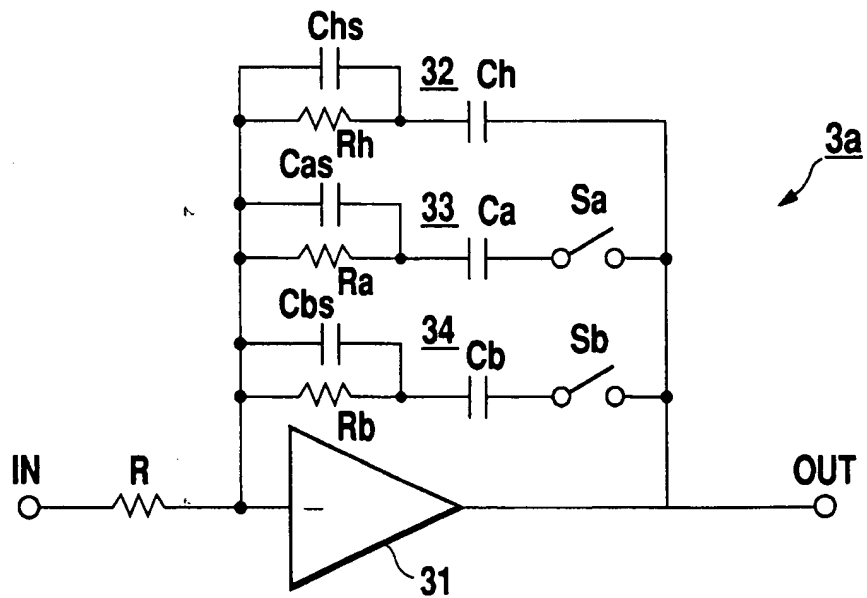 Chs
32 Ch
Rh
3a
Cas
33 Ca Sa
Ra
Cbs
34 Cb Sb
Rb
IN R OUT
−
31